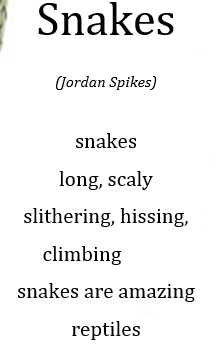 Snakes
(Jordan Spikes)
snakes
long, scaly
slithering, hissing,
climbing
snakes are amazing
reptiles